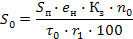 S₀ = (Sп · eн · Kз · n₀) / (τ₀ · r₁ · 100)